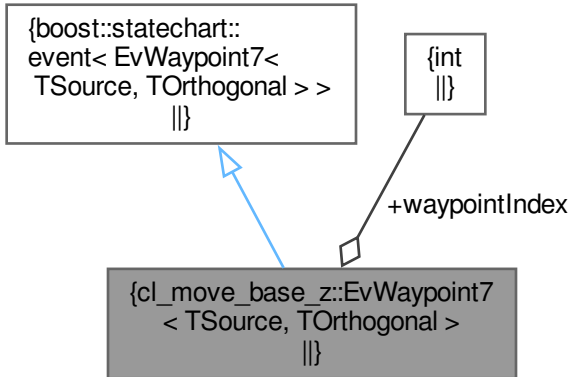 {boost::statechart::
event< EvWaypoint7<
TSource, TOrthogonal > >
||}
{int
||}
+waypointIndex
{cl_move_base_z::EvWaypoint7
< TSource, TOrthogonal >
||}